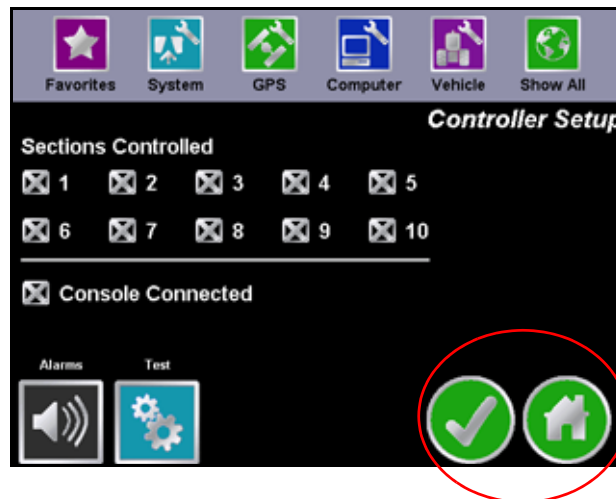 Favorites System GPS Computer Vehicle Show All
Controller Setup
Sections Controlled
1 2 3 4 5
6 7 8 9 10
Console Connected
Alarms Test